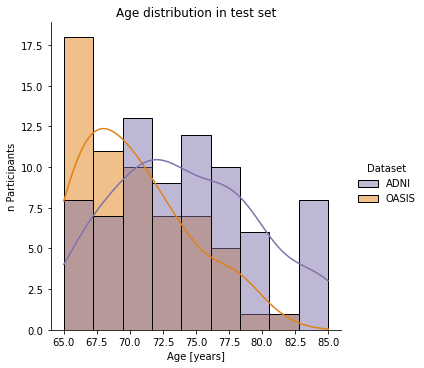 Age distribution in test set
n Participants
17.5
15.0
12.5
10.0
7.5
5.0
2.5
0.0
65.0 67.5 70.0 72.5 75.0 77.5 80.0 82.5 85.0
Age [years]
Dataset
ADNI
OASIS